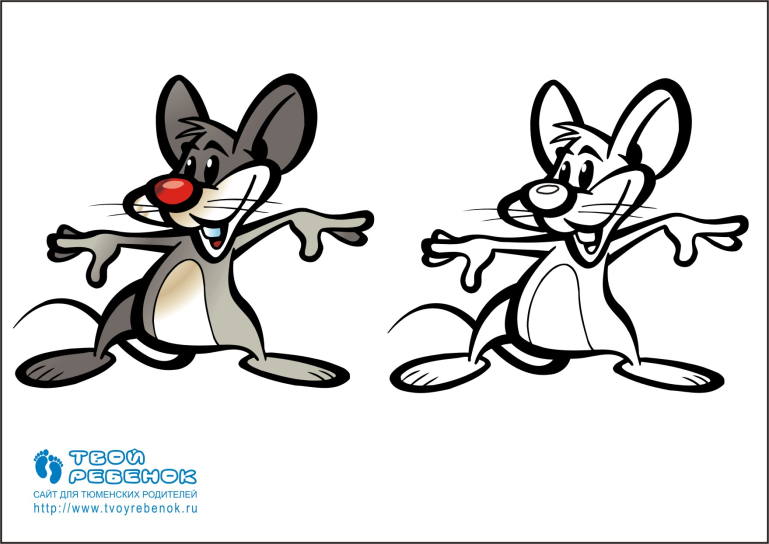 ТВОЙ
РЕБЕНОК
САЙТ ДЛЯ ТЮМЕНСКИХ РОДИТЕЛЕЙ
http://www.tvoyrebenok.ru